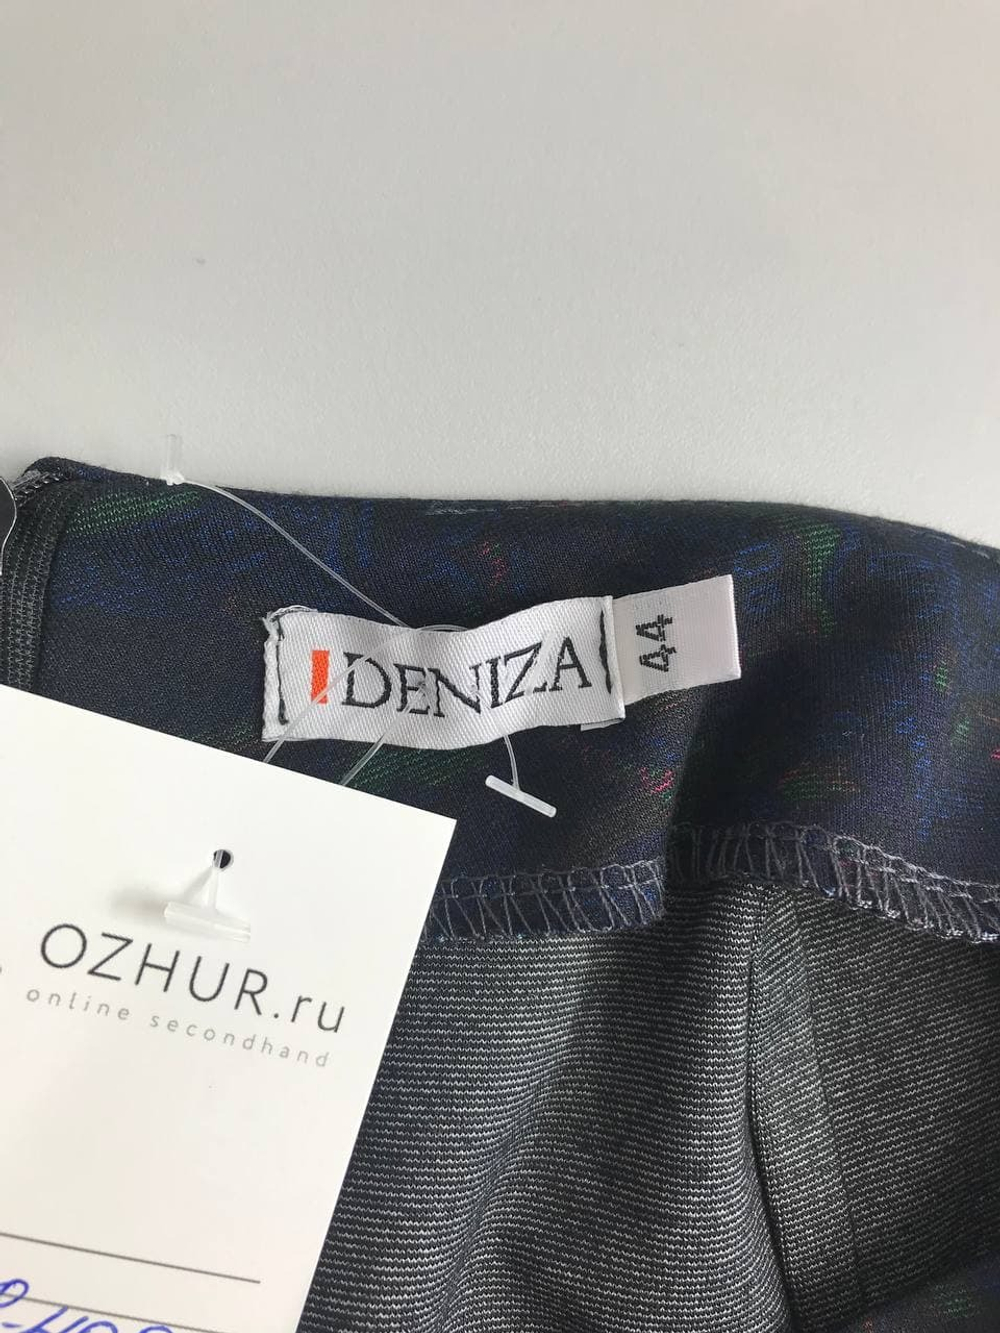 DENIZA
44
OZHUR.ru
online secondhand